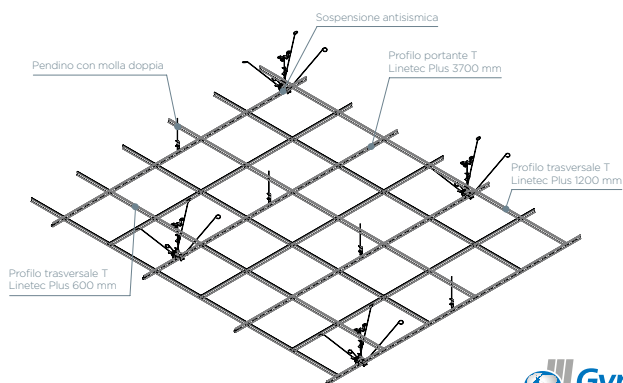 Sospensione antisismica
Pendino con molla doppia
Profilo portante T
Linetec Plus 3700 mm
Profilo trasversale T
Linetec Plus 1200 mm
Profilo trasversale T
Linetec Plus 600 mm